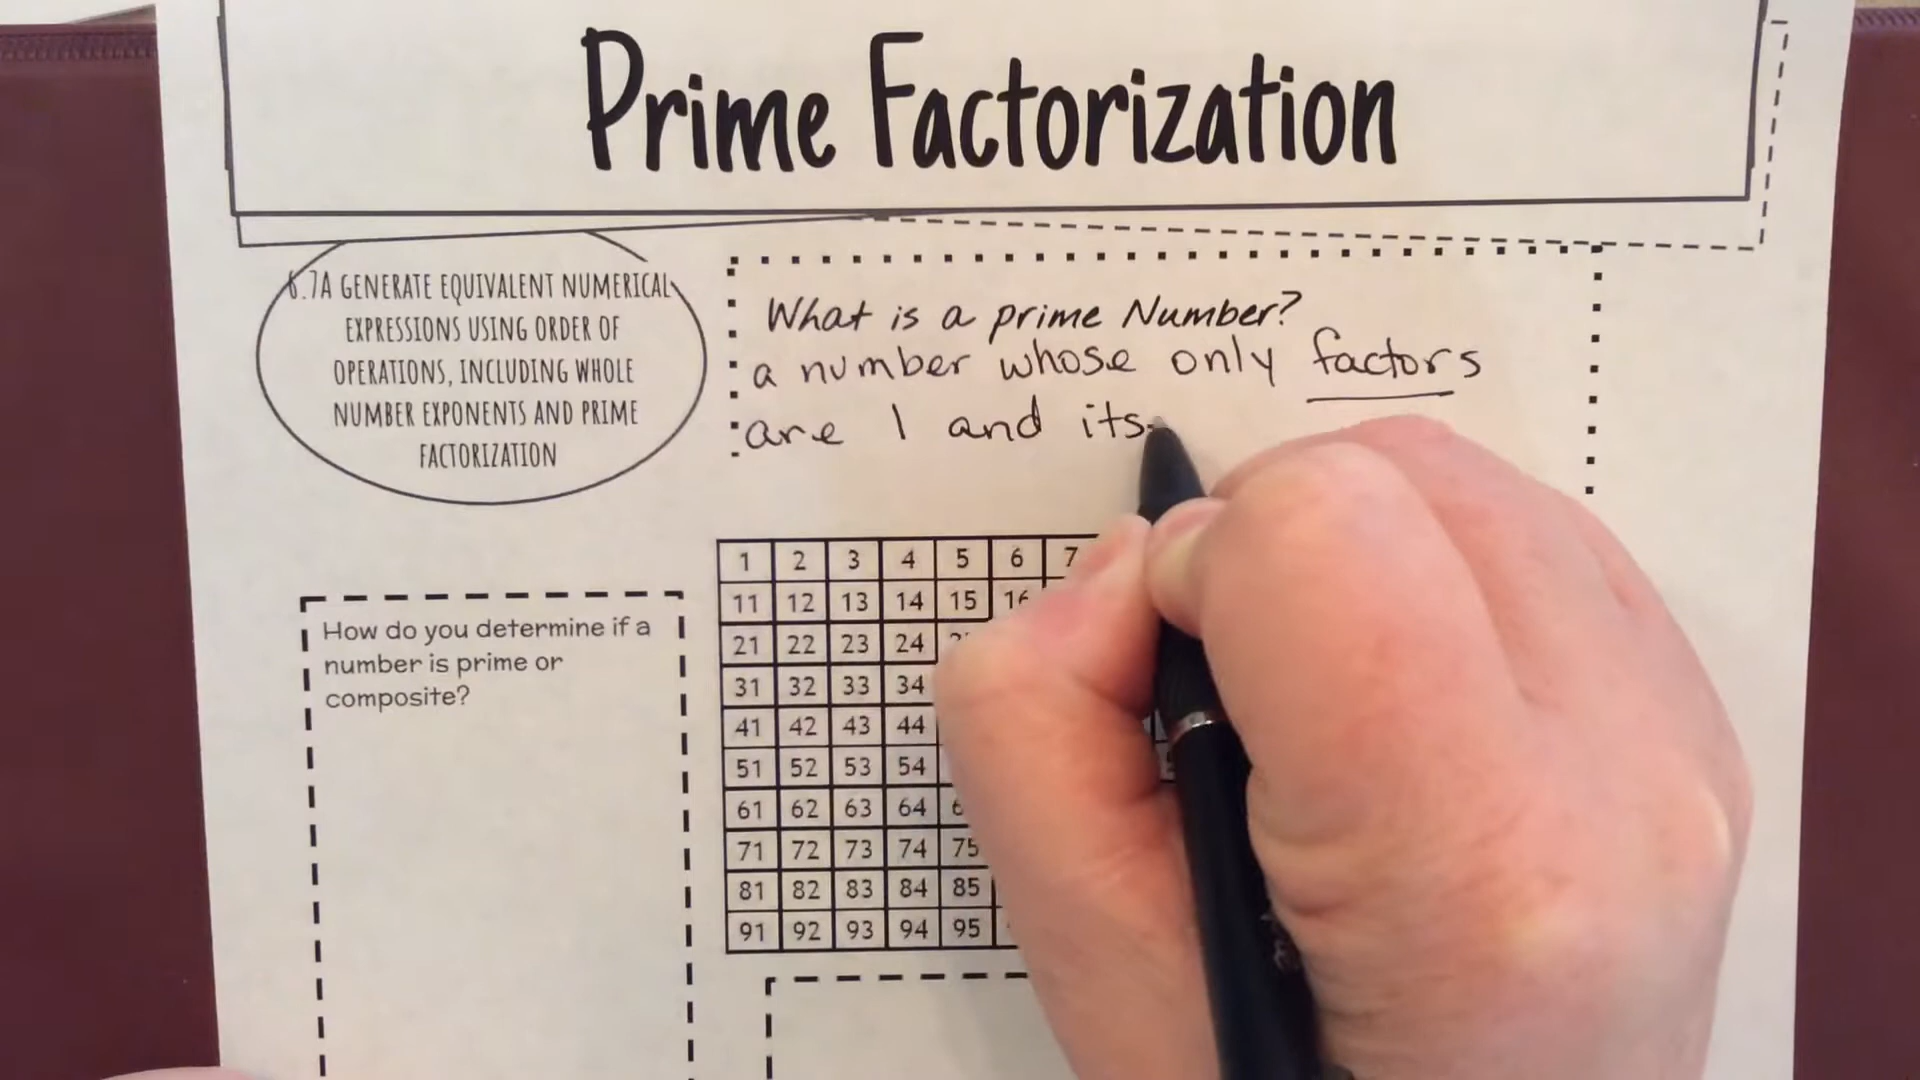 Prime Factorization
6.7A GENERATE EQUIVALENT NUMERICAL
EXPRESSIONS USING ORDER OF
OPERATIONS, INCLUDING WHOLE
NUMBER EXPONENTS AND PRIME
FACTORIZATION
What is a prime Number?
a number whose only factors
are 1 and its
1 2 3 4 5 6 7
11 12 13 14 15 16
21 22 23 24
31 32 33 34
41 42 43 44
51 52 53 54
61 62 63 64
71 72 73 74 75
81 82 83 84 85
91 92 93 94 95
How do you determine if a
number is prime or
composite?